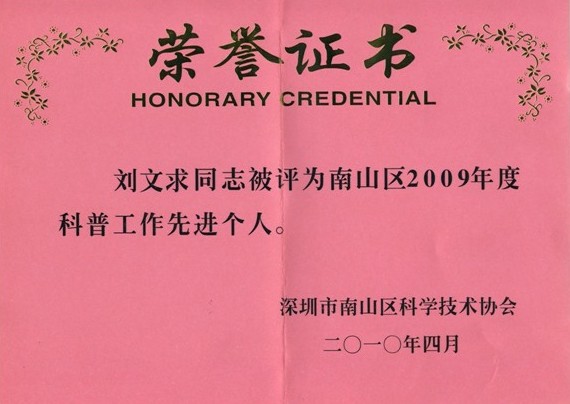 荣誉证书
HONORARY CREDENTIAL
刘文求同志被评为南山区2009年度
科普工作先进个人。
深圳市南山区科学技术协会
二〇一〇年四月